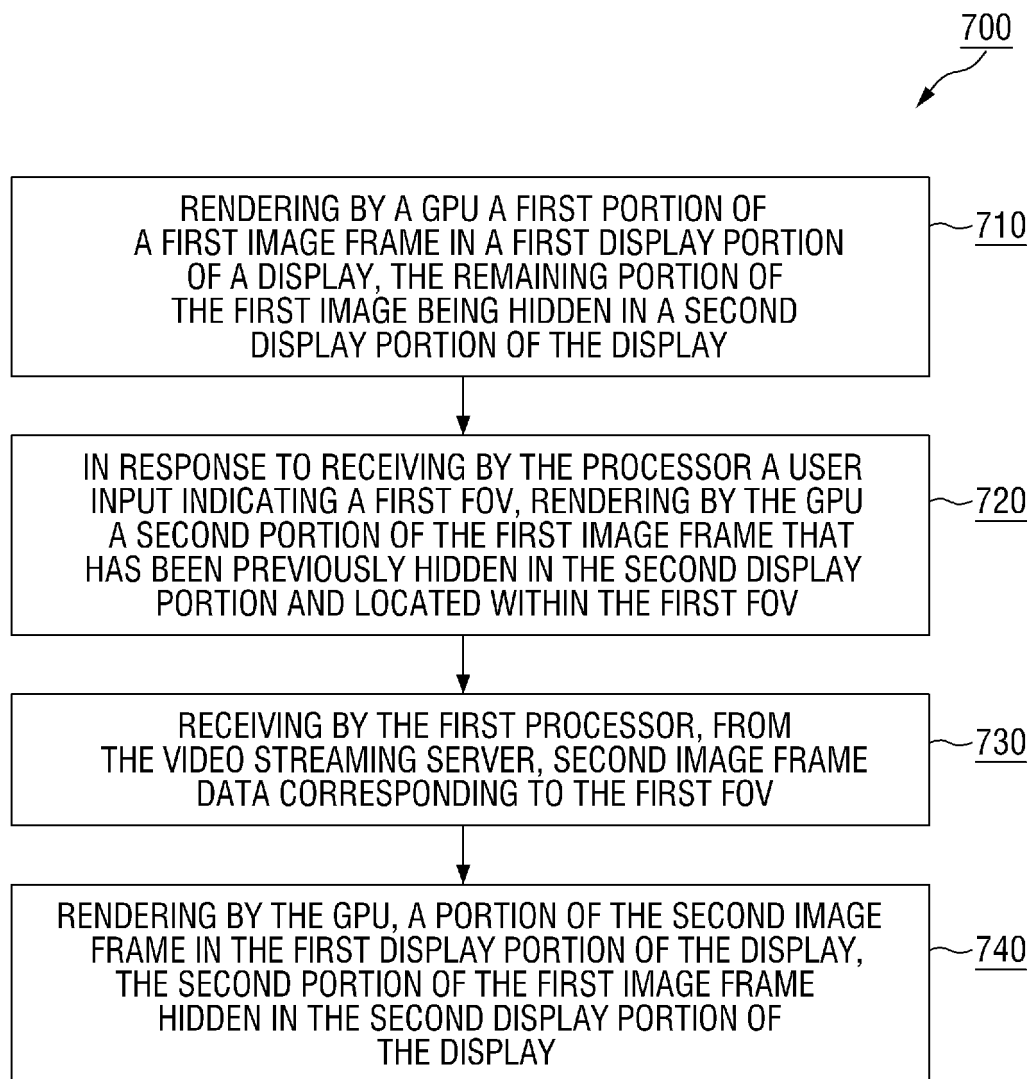 700
RENDERING BY A GPU A FIRST PORTION OF
A FIRST IMAGE FRAME IN A FIRST DISPLAY PORTION
OF A DISPLAY, THE REMAINING PORTION OF
THE FIRST IMAGE BEING HIDDEN IN A SECOND
DISPLAY PORTION OF THE DISPLAY
710
IN RESPONSE TO RECEIVING BY THE PROCESSOR A USER
INPUT INDICATING A FIRST FOV, RENDERING BY THE GPU
A SECOND PORTION OF THE FIRST IMAGE FRAME THAT
HAS BEEN PREVIOUSLY HIDDEN IN THE SECOND DISPLAY
PORTION AND LOCATED WITHIN THE FIRST FOV
720
RECEIVING BY THE FIRST PROCESSOR, FROM
THE VIDEO STREAMING SERVER, SECOND IMAGE FRAME
DATA CORRESPONDING TO THE FIRST FOV
730
RENDERING BY THE GPU, A PORTION OF THE SECOND IMAGE
FRAME IN THE FIRST DISPLAY PORTION OF THE DISPLAY,
THE SECOND PORTION OF THE FIRST IMAGE FRAME
HIDDEN IN THE SECOND DISPLAY PORTION OF
THE DISPLAY
740